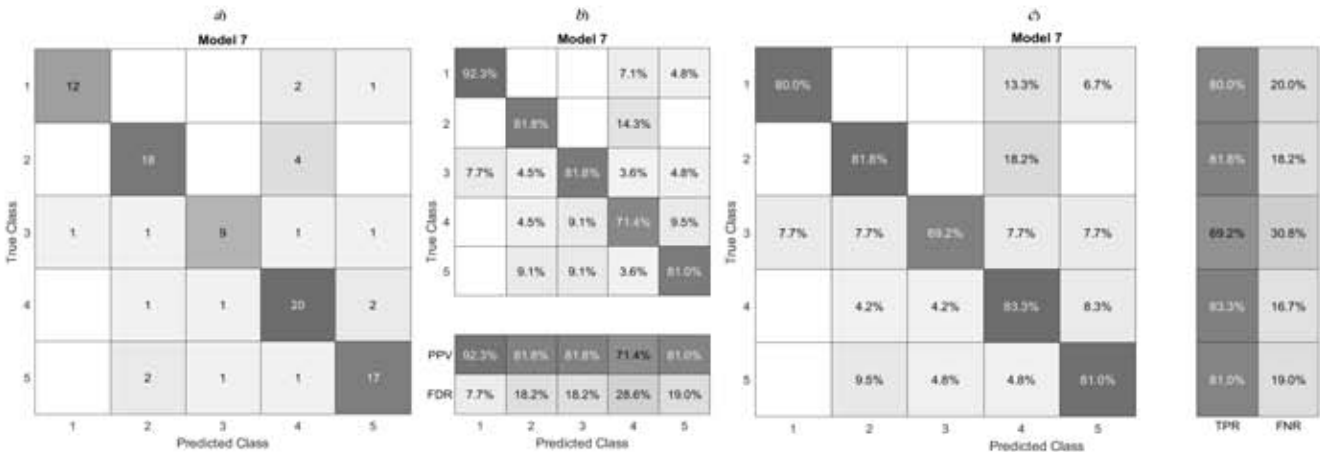 a)
Model 7
True Class
1 12 2 1
2 18 4
3 1 1 9 1 1
4 1 1 20 2
5 2 1 1 17
1 2 3 4 5
Predicted Class
b)
Model 7
1 92.3% 7.1% 4.8%
2 81.8% 14.3%
3 7.7% 4.5% 81.8% 3.6% 4.8%
4 4.5% 9.1% 71.4% 9.5%
5 9.1% 9.1% 3.6% 81.0%
PPV 92.3% 81.8% 81.8% 71.4% 81.0%
FDR 7.7% 18.2% 18.2% 28.6% 19.0%
1 2 3 4 5
Predicted Class
c)
Model 7
True Class
1 80.0% 13.3% 6.7% 80.0% 20.0%
2 81.8% 18.2% 81.8% 18.2%
3 7.7% 7.7% 69.2% 7.7% 7.7% 69.2% 30.8%
4 4.2% 4.2% 83.3% 8.3% 83.3% 16.7%
5 9.5% 4.8% 4.8% 81.0% 81.0% 19.0%
1 2 3 4 5 TPR FNR
Predicted Class